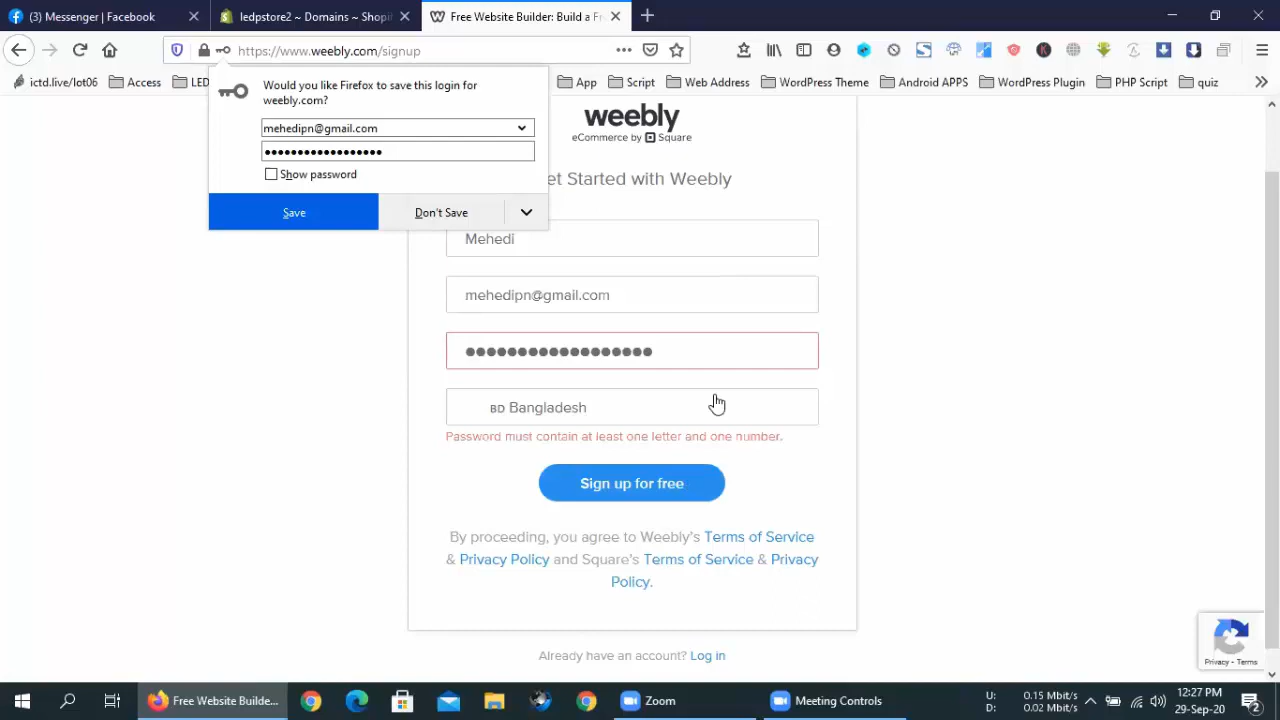 (3) Messenger | Facebook
ledpstore2 ~ Domains ~ Shopif
Free Website Builder: Build a Fr
https://www.weebly.com/signup
ictd.live/lot06
Access
LED
App
Script
Web Address
WordPress Theme
Android APPS
WordPress Plugin
PHP Script
quiz
Would you like Firefox to save this login for
weebly.com?
mehedipn@gmail.com
Show password
Save
Don't Save
weebly
eCommerce by Square
et Started with Weebly
Mehedi
mehedipn@gmail.com
BD Bangladesh
Password must contain at least one letter and one number.
Sign up for free
By proceeding, you agree to Weebly's Terms of Service
& Privacy Policy and Square's Terms of Service & Privacy
Policy.
Already have an account? Log in
Privacy - Terms
Free Website Builde...
Zoom
Meeting Controls
U: 0.15 Mbit/s
D: 0.02 Mbit/s
12:27 PM
29-Sep-20
2